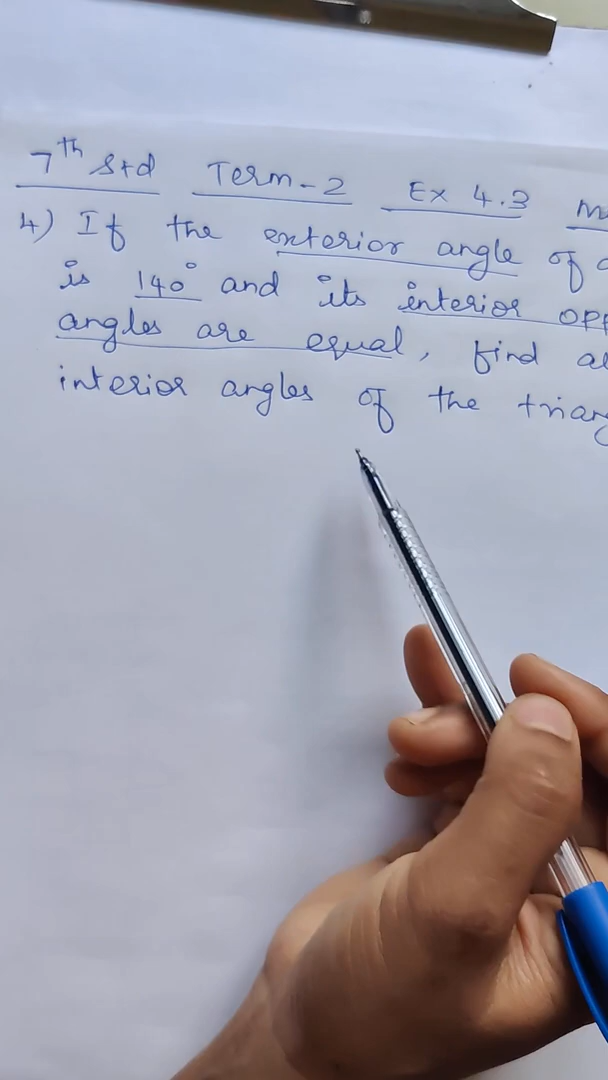 7th Std Term-2 Ex 4.3
4) If the exterior angle of
is 140° and its interior
angles are equal, find
interior angles of the